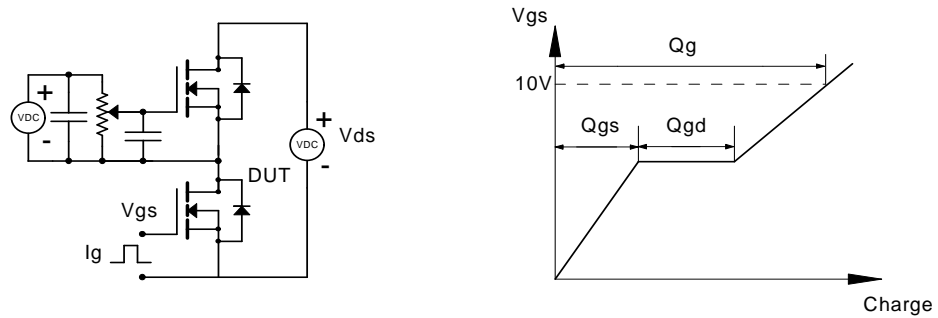 +
VDC
-
+
VDC
-
Vds
DUT
Vgs
Ig
Vgs
Qg
10V
Qgs
Qgd
Charge